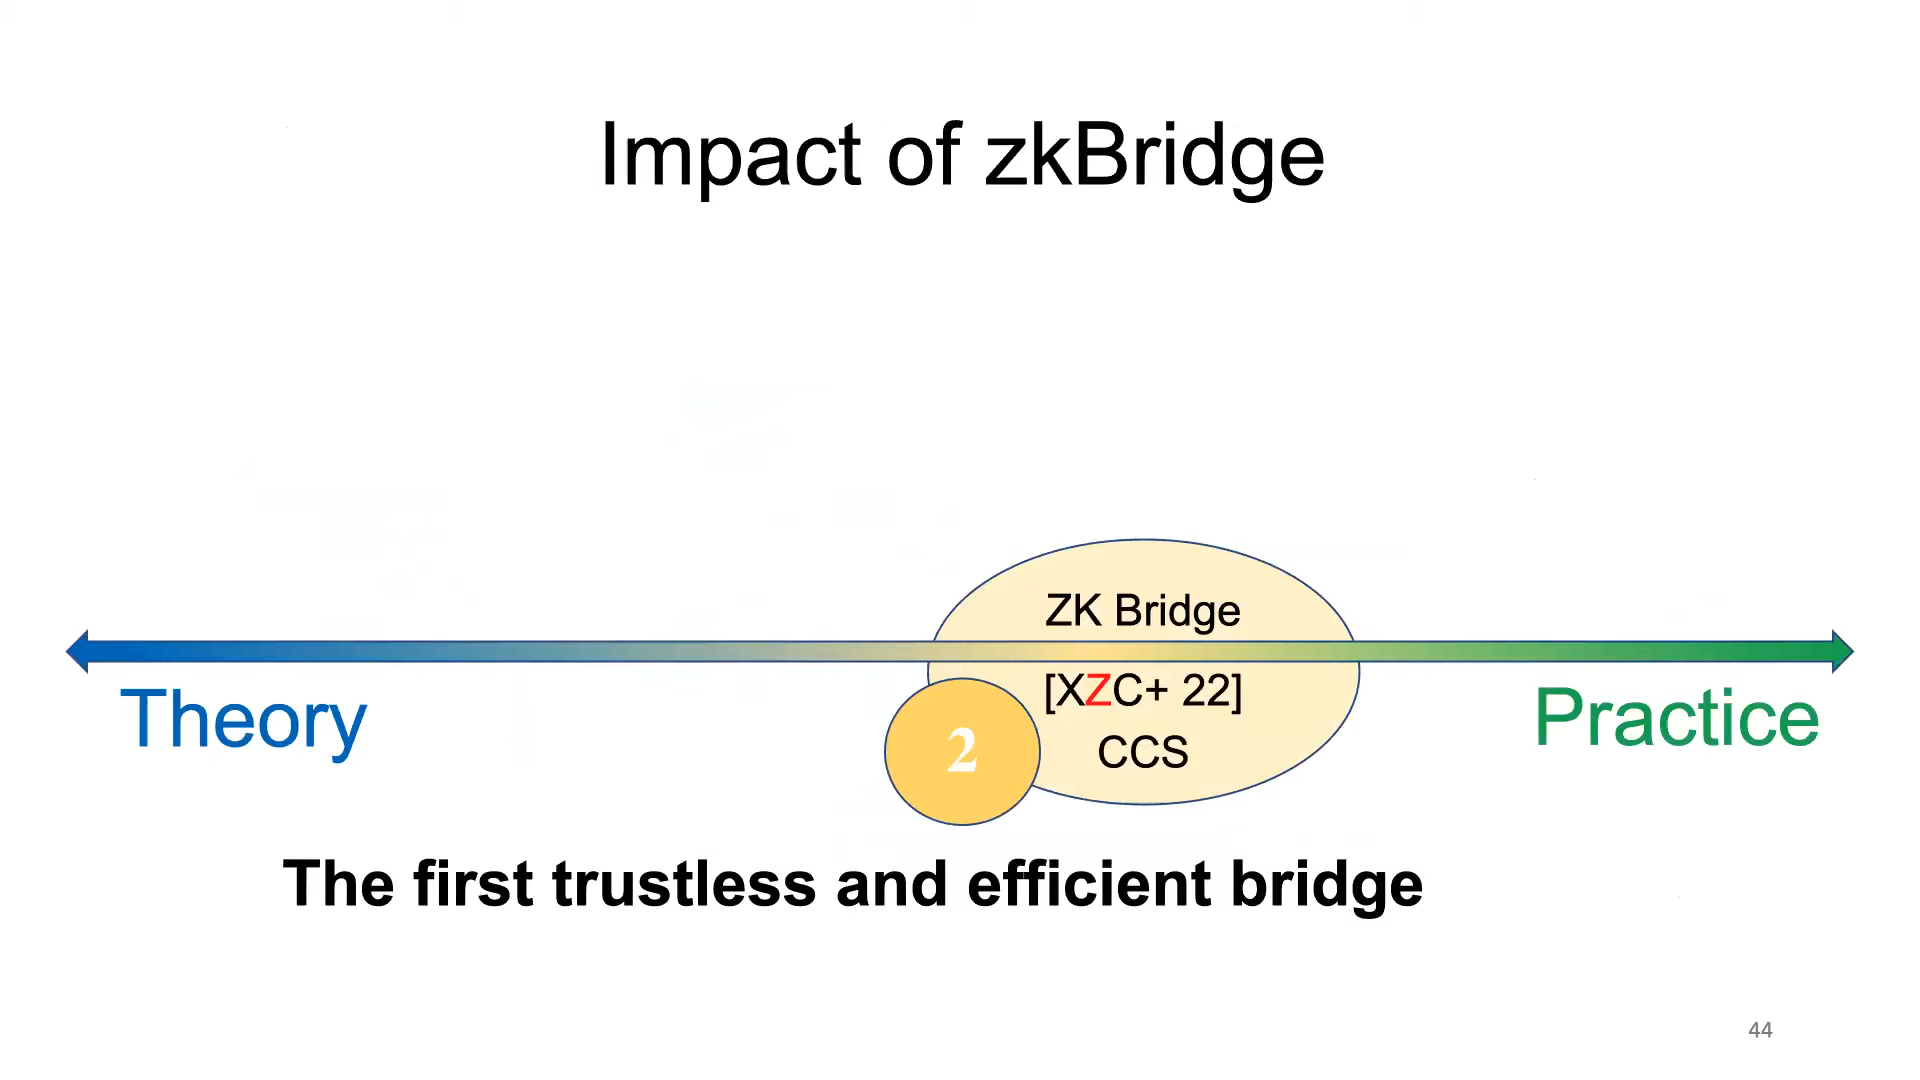 Impact of zkBridge
ZK Bridge
[XZC+ 22]
CCS
Theory
2
Practice
The first trustless and efficient bridge
44